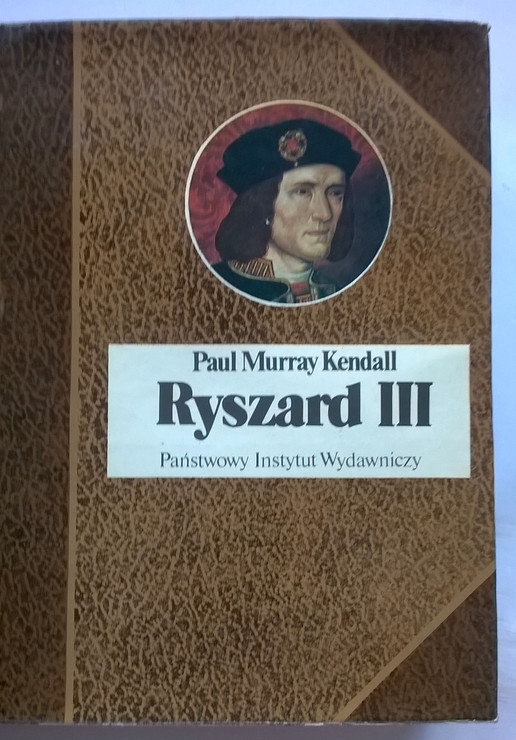 Paul Murray Kendall
Ryszard III
Państwowy Instytut Wydawniczy